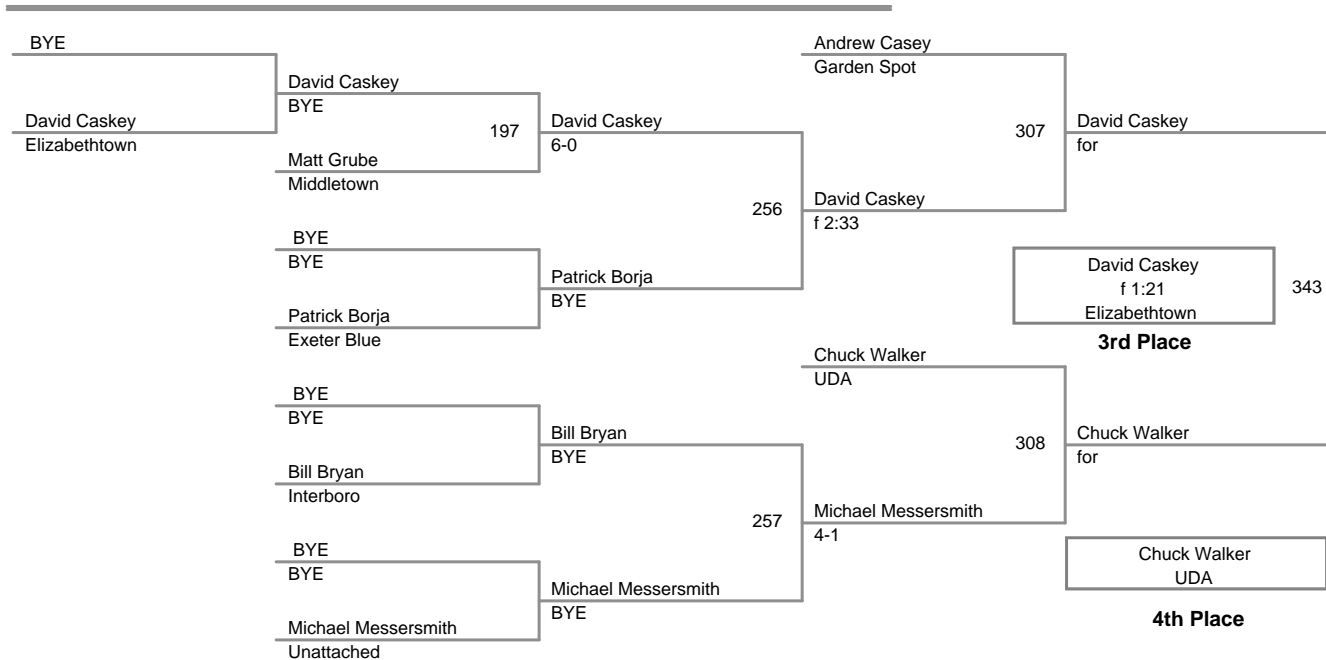 BYE
David Caskey
Elizabethtown
David Caskey
BYE
197
Matt Grube
Middletown
BYE
BYE
Patrick Borja
Exeter Blue
BYE
BYE
Bill Bryan
Interboro
BYE
BYE
Michael Messersmith
Unattached
David Caskey
6-0
256
Patrick Borja
BYE
Bill Bryan
BYE
257
Michael Messersmith
BYE
Andrew Casey
Garden Spot
307
David Caskey
f 2:33
Chuck Walker
UDA
308
Michael Messersmith
4-1
David Caskey
for
David Caskey
f 1:21
Elizabethtown
343
3rd Place
Chuck Walker
for
Chuck Walker
UDA
4th Place